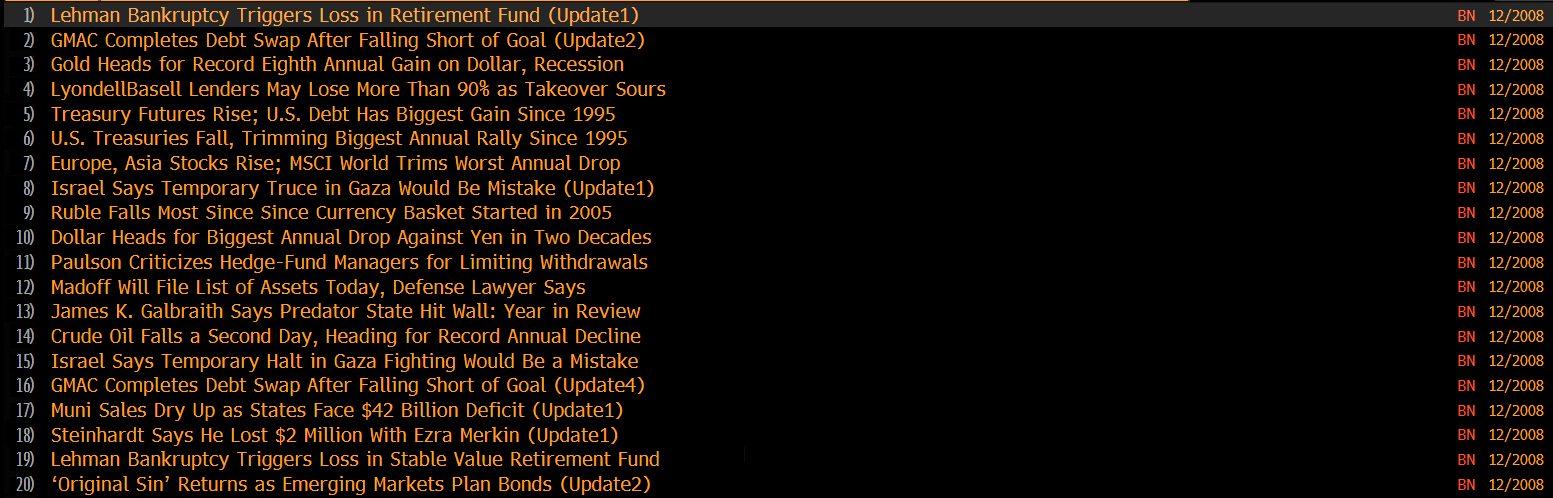 1) Lehman Bankruptcy Triggers Loss in Retirement Fund (Update1) BN 12/2008
2) GMAC Completes Debt Swap After Falling Short of Goal (Update2) BN 12/2008
3) Gold Heads for Record Eighth Annual Gain on Dollar, Recession BN 12/2008
4) LyondellBasell Lenders May Lose More Than 90% as Takeover Sours BN 12/2008
5) Treasury Futures Rise; U.S. Debt Has Biggest Gain Since 1995 BN 12/2008
6) U.S. Treasuries Fall, Trimming Biggest Annual Rally Since 1995 BN 12/2008
7) Europe, Asia Stocks Rise; MSCI World Trims Worst Annual Drop BN 12/2008
8) Israel Says Temporary Truce in Gaza Would Be Mistake (Update1) BN 12/2008
9) Ruble Falls Most Since Since Currency Basket Started in 2005 BN 12/2008
10) Dollar Heads for Biggest Annual Drop Against Yen in Two Decades BN 12/2008
11) Paulson Criticizes Hedge-Fund Managers for Limiting Withdrawals BN 12/2008
12) Madoff Will File List of Assets Today, Defense Lawyer Says BN 12/2008
13) James K. Galbraith Says Predator State Hit Wall: Year in Review BN 12/2008
14) Crude Oil Falls a Second Day, Heading for Record Annual Decline BN 12/2008
15) Israel Says Temporary Halt in Gaza Fighting Would Be a Mistake BN 12/2008
16) GMAC Completes Debt Swap After Falling Short of Goal (Update4) BN 12/2008
17) Muni Sales Dry Up as States Face $42 Billion Deficit (Update1) BN 12/2008
18) Steinhardt Says He Lost $2 Million With Ezra Merkin (Update1) BN 12/2008
19) Lehman Bankruptcy Triggers Loss in Stable Value Retirement Fund BN 12/2008
20) ‘Original Sin’ Returns as Emerging Markets Plan Bonds (Update2) BN 12/2008